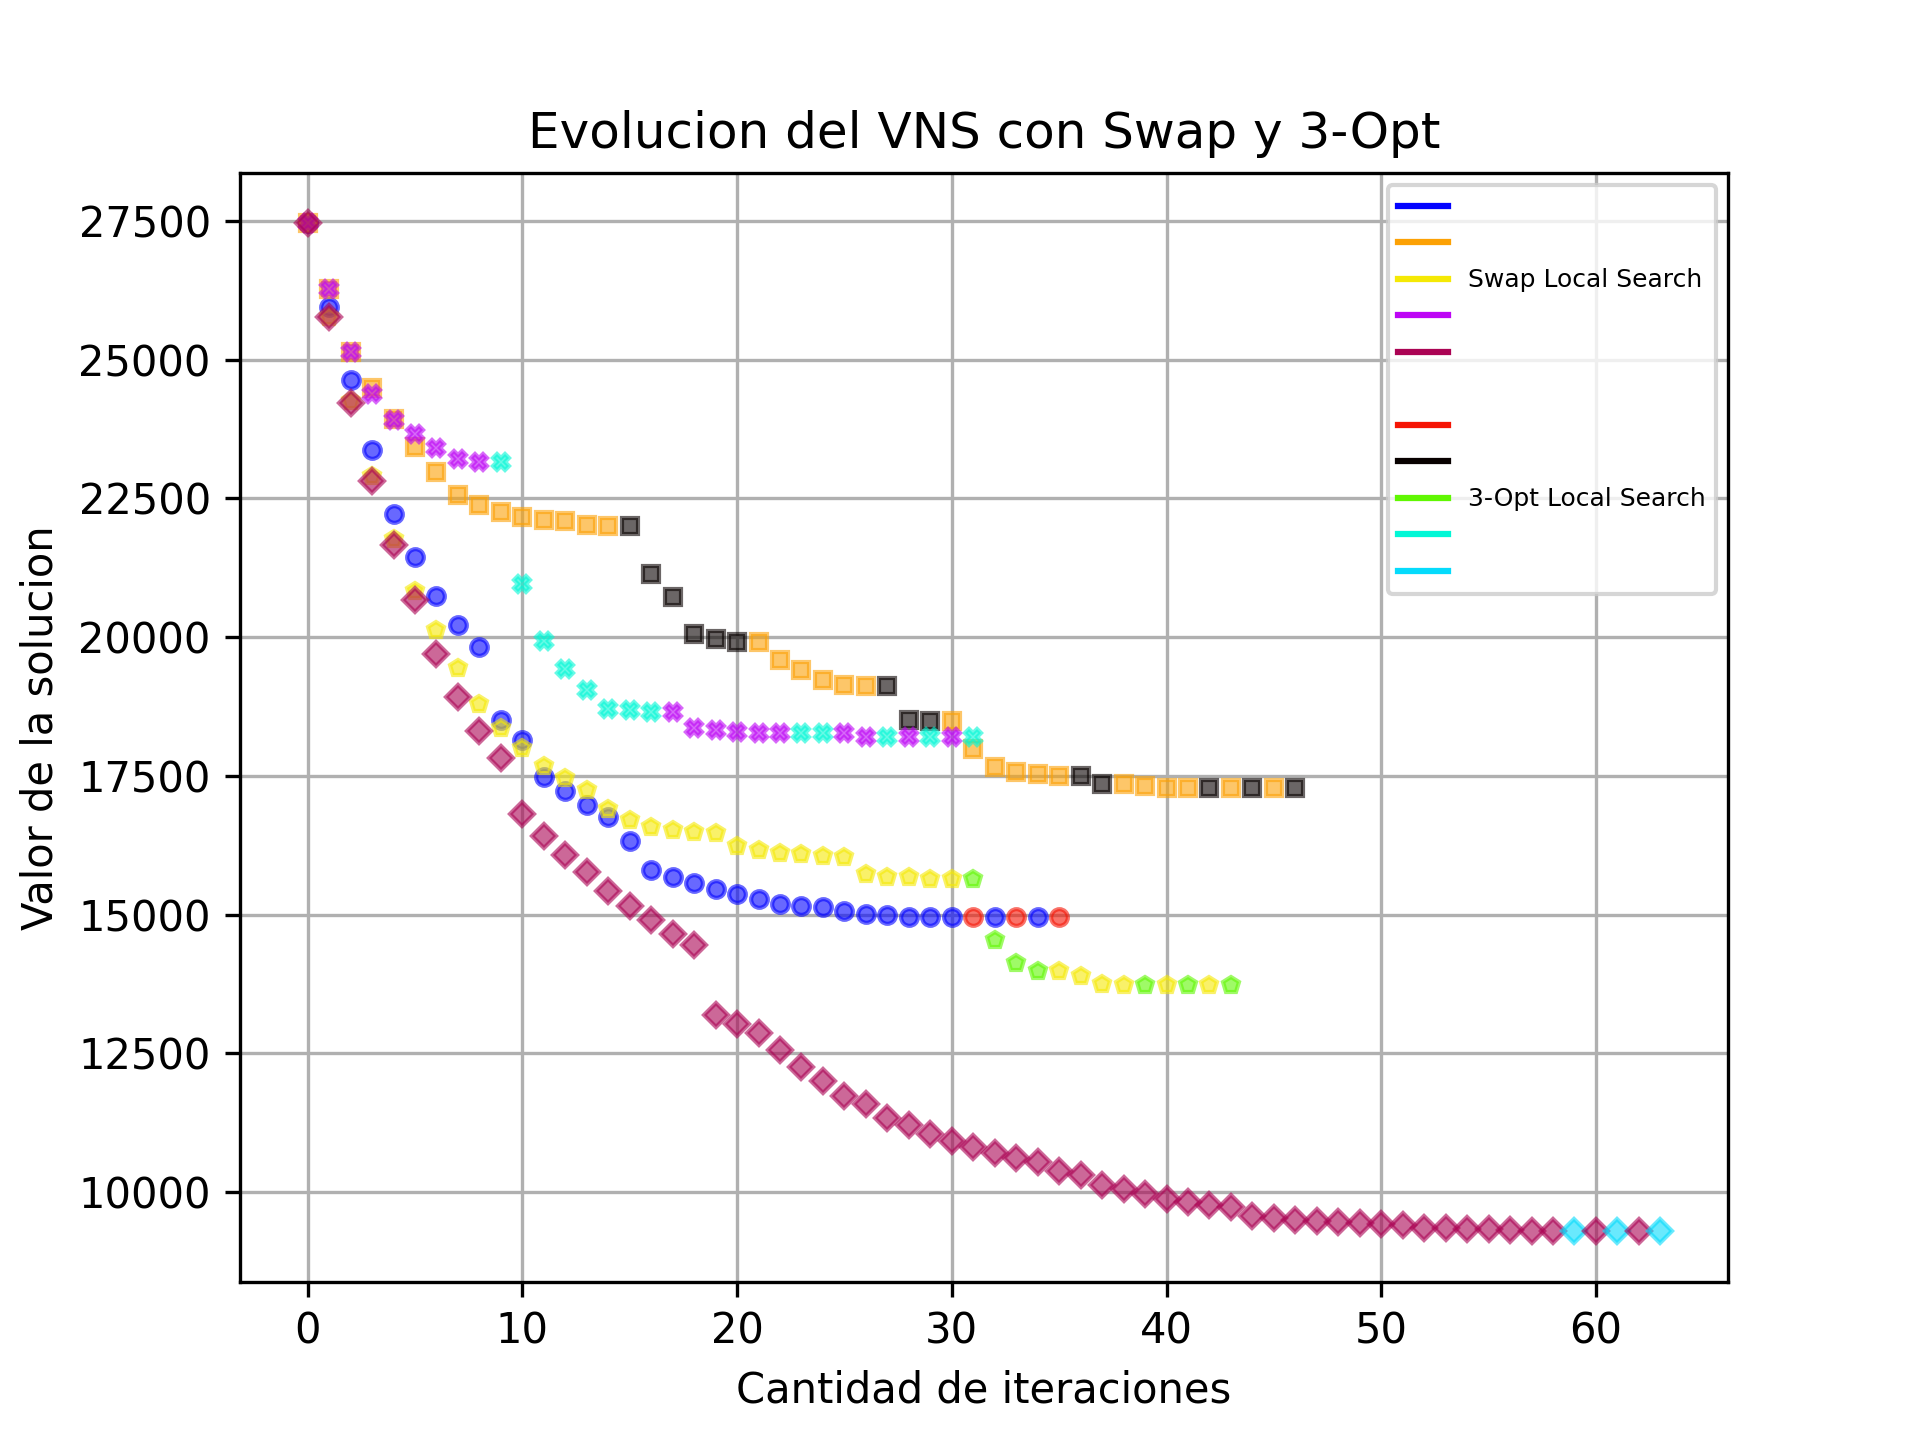 Evolucion del VNS con Swap y 3-Opt
27500
25000
22500
20000
17500
15000
12500
10000
Valor de la solucion
Swap Local Search
3-Opt Local Search
0 10 20 30 40 50 60
Cantidad de iteraciones